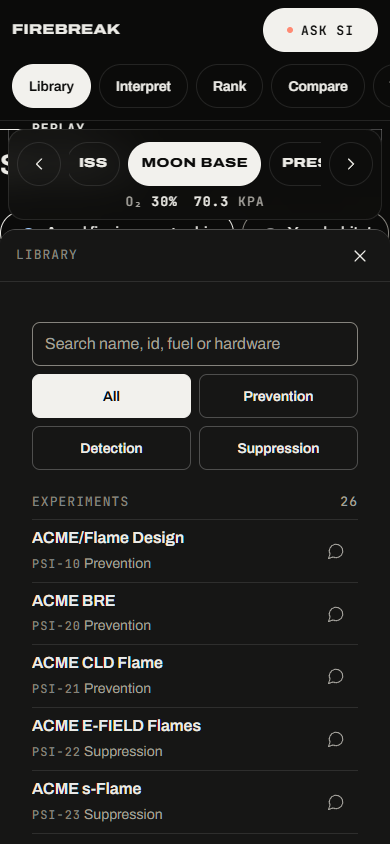 FIREBREAK
ASK SI
Library
Interpret
Rank
Compare
REPLAY
ISS
MOON BASE
O₂ 30% 70.3 KPA
LIBRARY
Search name, id, fuel or hardware
All
Prevention
Detection
Suppression
EXPERIMENTS 26
ACME/Flame Design
PSI-10 Prevention
ACME BRE
PSI-20 Prevention
ACME CLD Flame
PSI-21 Prevention
ACME E-FIELD Flames
PSI-22 Suppression
ACME s-Flame
PSI-23 Suppression